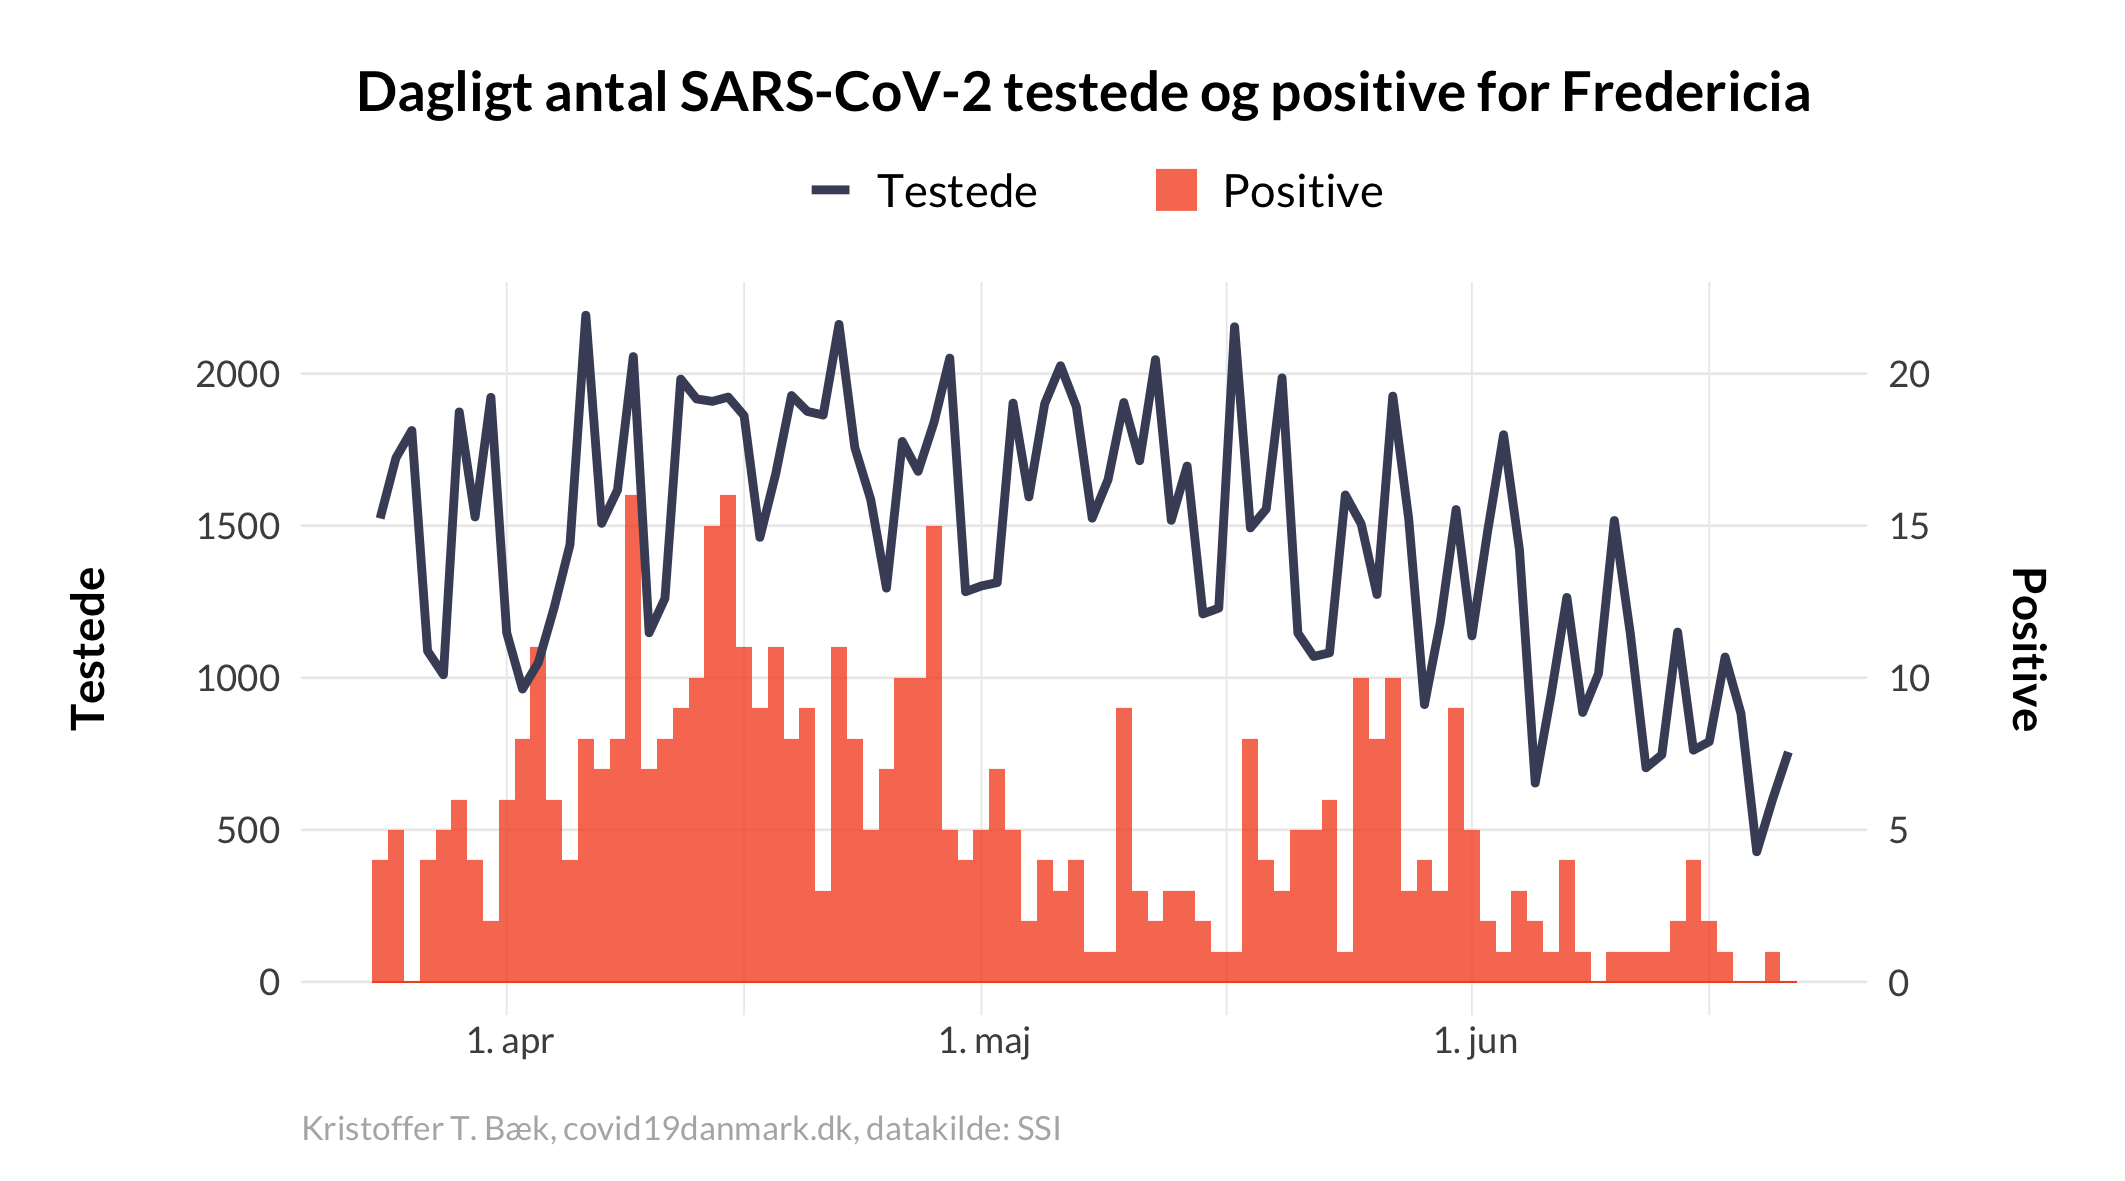 Dagligt antal SARS-CoV-2 testede og positive for Fredericia
Testede
Positive
2000
1500
1000
500
0
20
15
10
5
0
Testede
Positive
1. apr
1. maj
1. jun
Kristoffer T. Bæk, covid19danmark.dk, datakilde: SSI